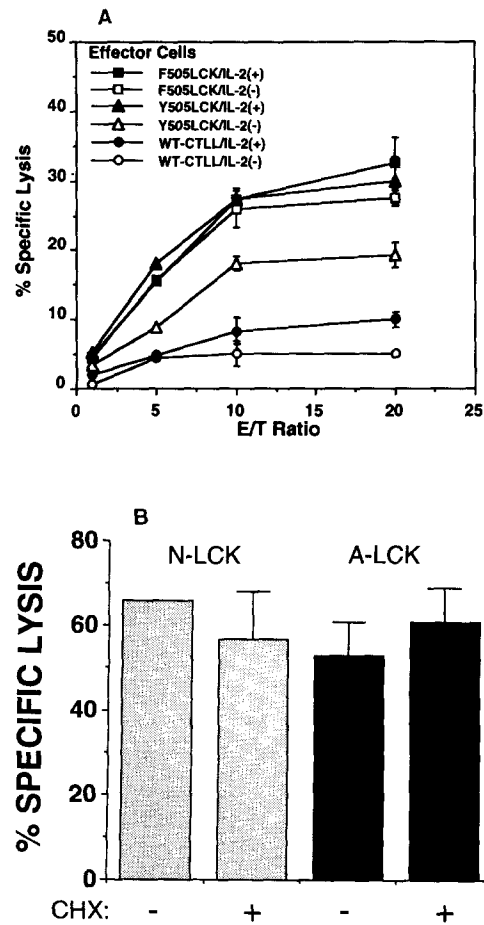 A
50
40
30
20
10
0
% Specific Lysis
Effector Cells
F505LCK/IL-2(+)
F505LCK/IL-2(-)
Y505LCK/IL-2(+)
Y505LCK/IL-2(-)
WT-CTLL/IL-2(+)
WT-CTLL/IL-2(-)
0 5 10 15 20 25
E/T Ratio
B
80
60
40
20
0
% SPECIFIC LYSIS
N-LCK A-LCK
CHX: - + - +